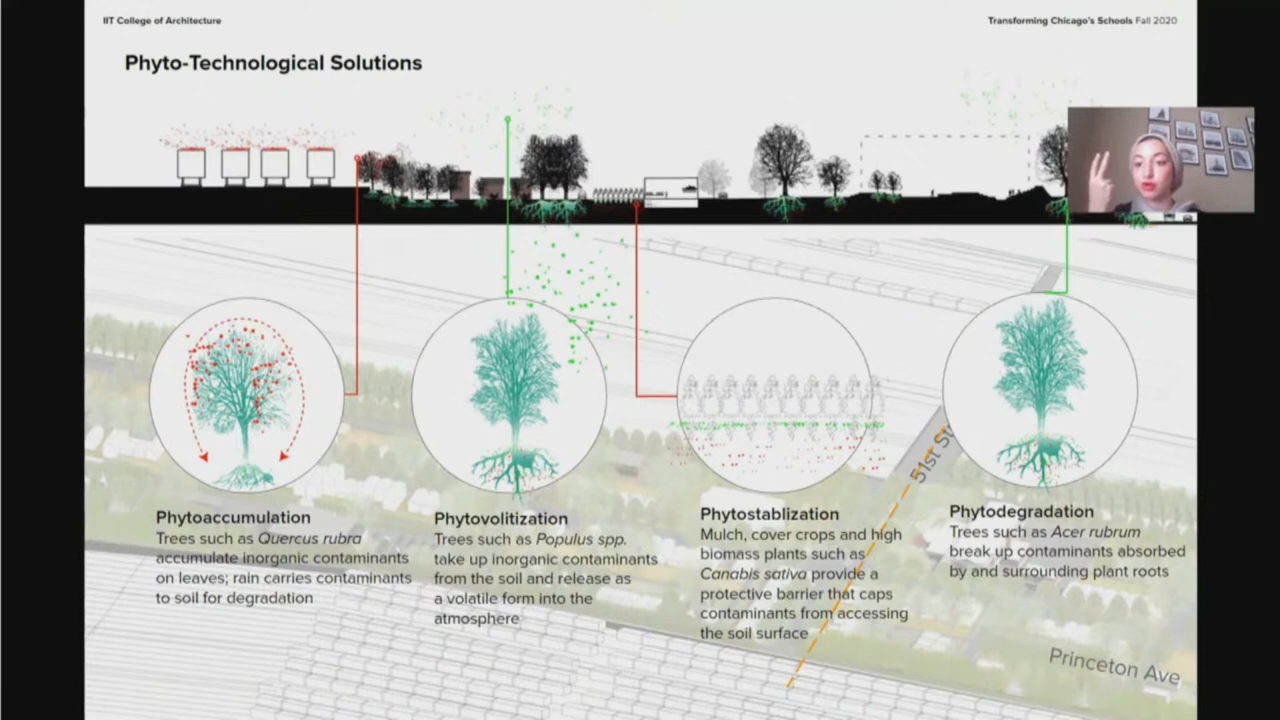 IIT College of Architecture
Transforming Chicago's Schools Fall 2020
Phyto-Technological Solutions
51st St
Phytoaccumulation
Trees such as Quercus rubra
accumulate inorganic contaminants
on leaves; rain carries contaminants
to soil for degradation
Phytovolitization
Trees such as Populus spp.
take up inorganic contaminants
from the soil and release as
a volatile form into the
atmosphere
Phytostablization
Mulch, cover crops and high
biomass plants such as
Canabis sativa provide a
protective barrier that caps
contaminants from accessing
the soil surface
Phytodegradation
Trees such as Acer rubrum
break up contaminants absorbed
by and surrounding plant roots
Princeton Ave